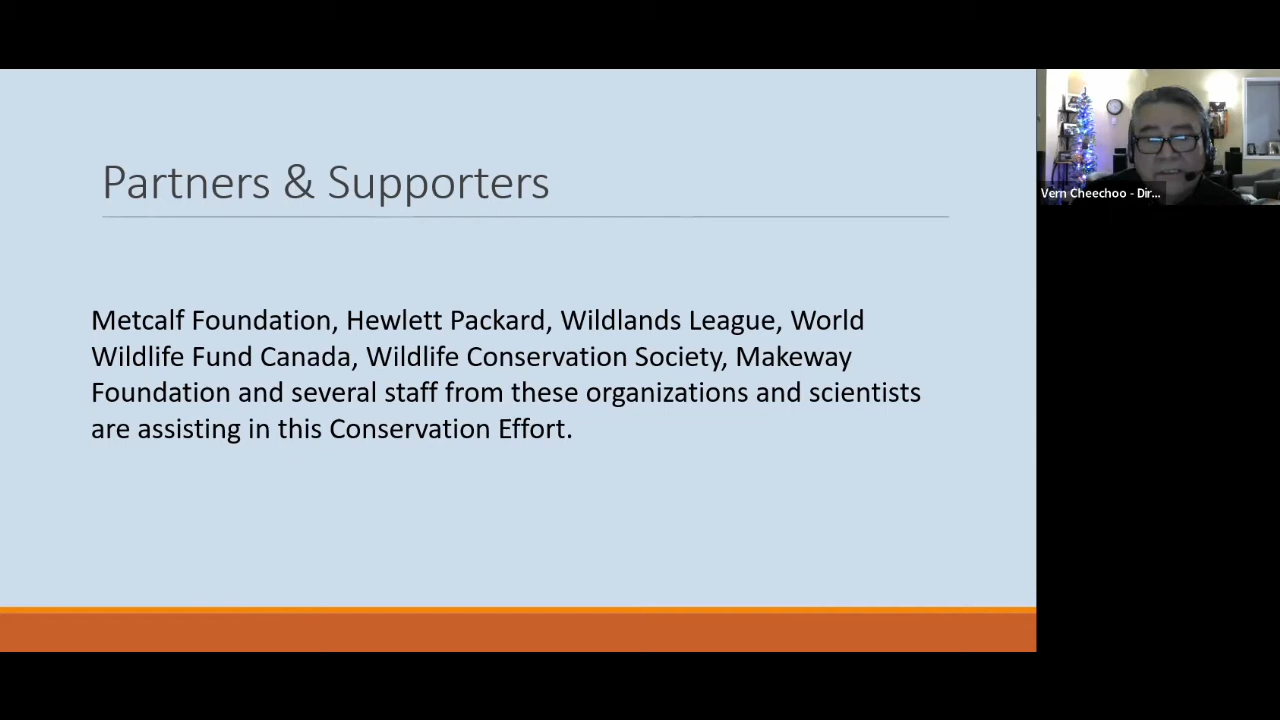 Partners & Supporters
Metcalf Foundation, Hewlett Packard, Wildlands League, World
Wildlife Fund Canada, Wildlife Conservation Society, Makeway
Foundation and several staff from these organizations and scientists
are assisting in this Conservation Effort.
Vern Cheechoo - Dir...